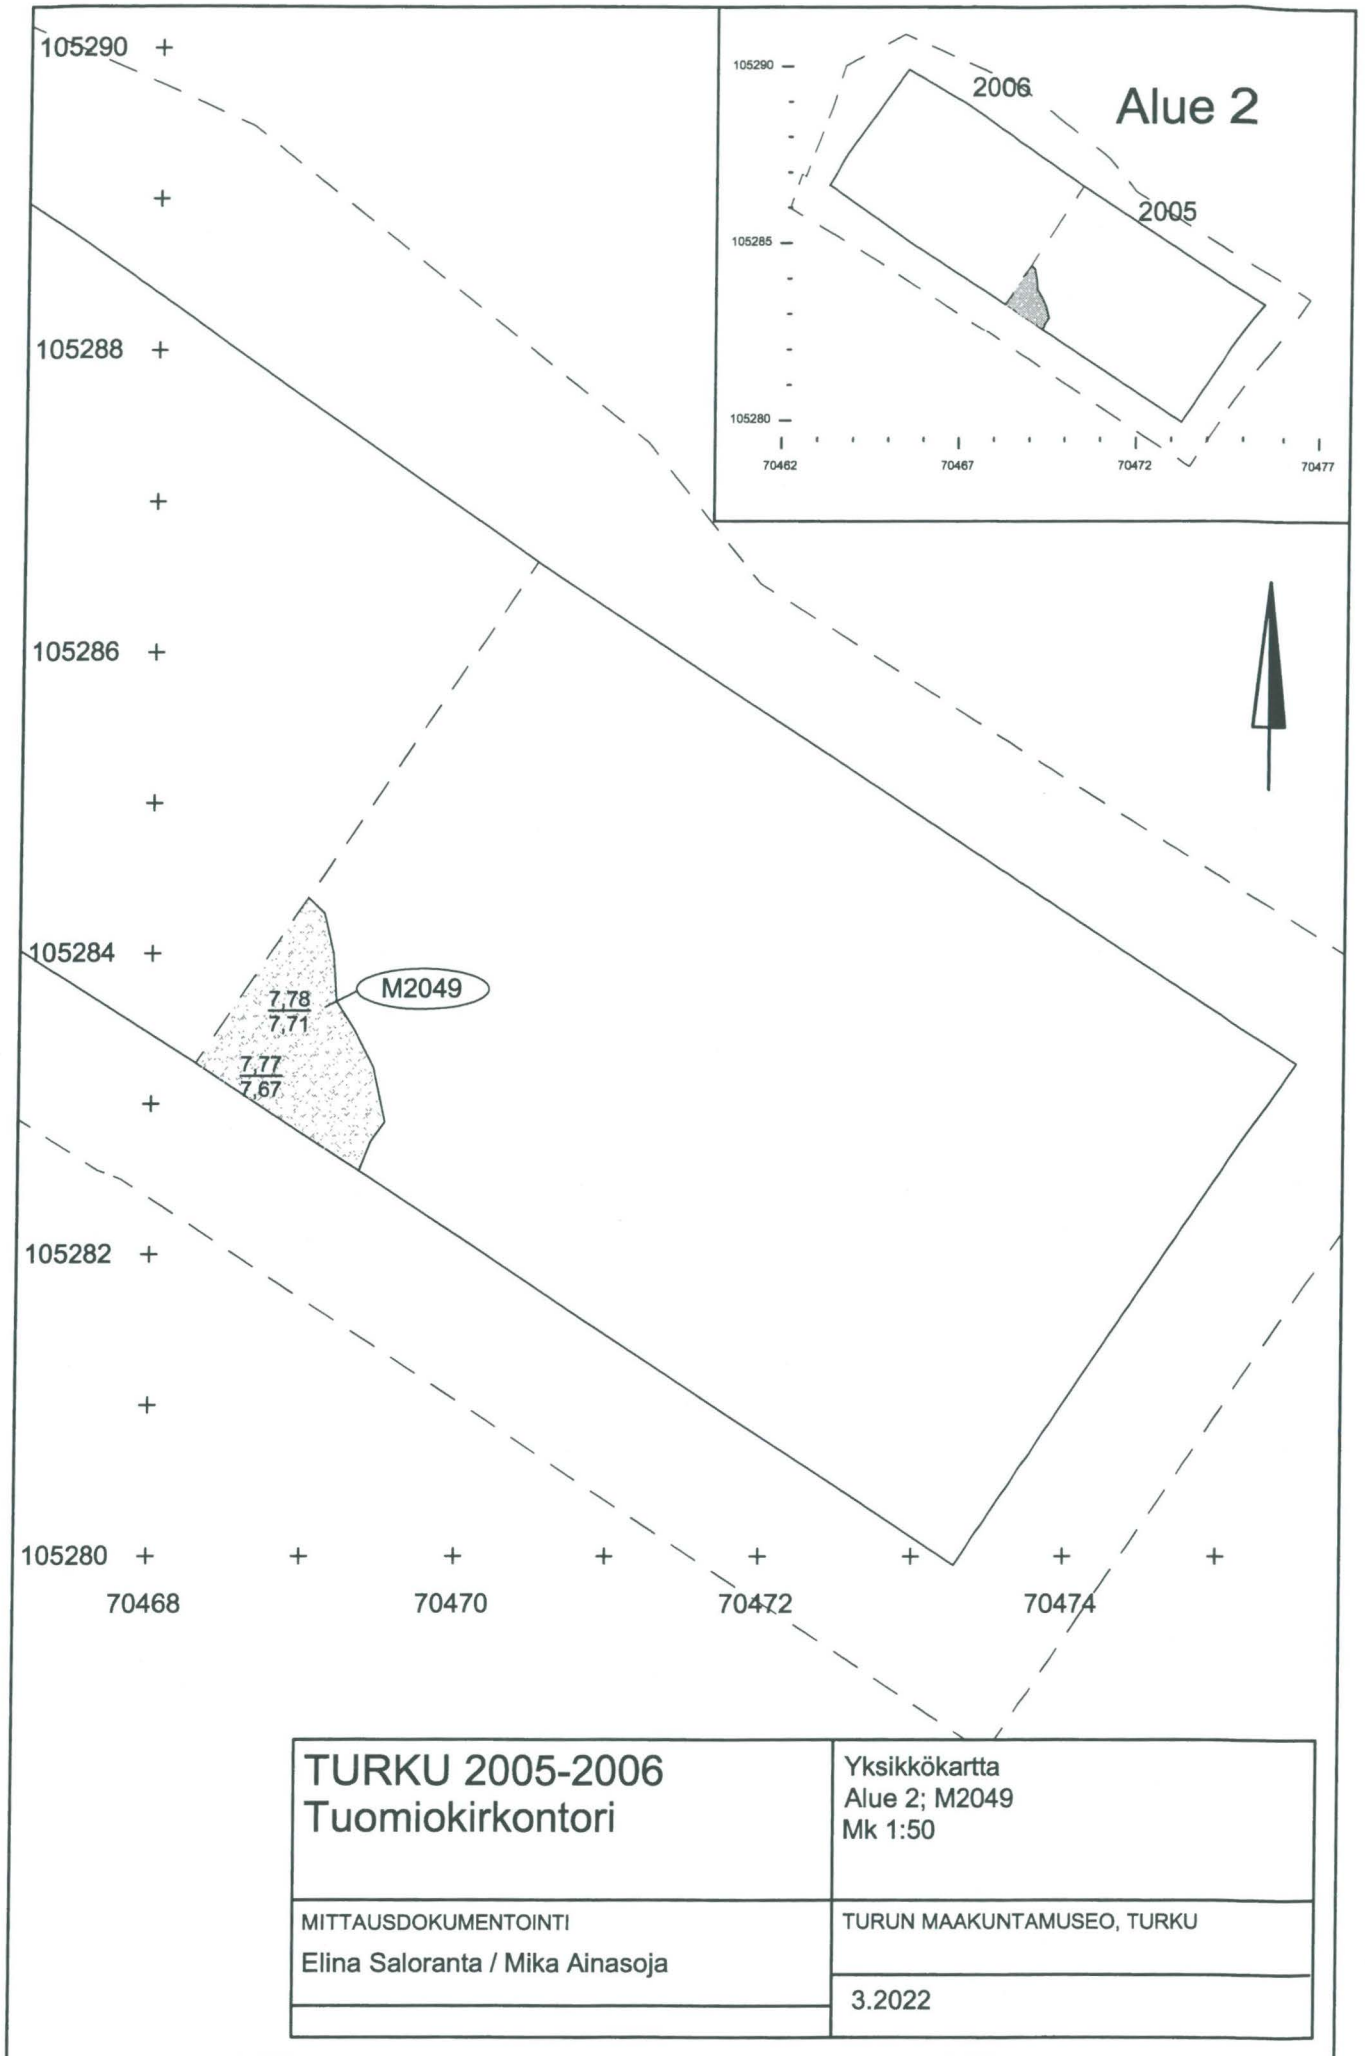 105290
105288
105286
105284
105282
105280
70468
70470
70472
70474
105290
105285
105280
70462
70467
70472
70477
2006
2005
Alue 2
M2049
7,78
7,71
7,77
7,67
TURKU 2005-2006
Tuomiokirkontori
Yksikkökartta
Alue 2; M2049
Mk 1:50
MITTAUSDOKUMENTOINTI
Elina Saloranta / Mika Ainasoja
TURUN MAAKUNTAMUSEO, TURKU
3.2022